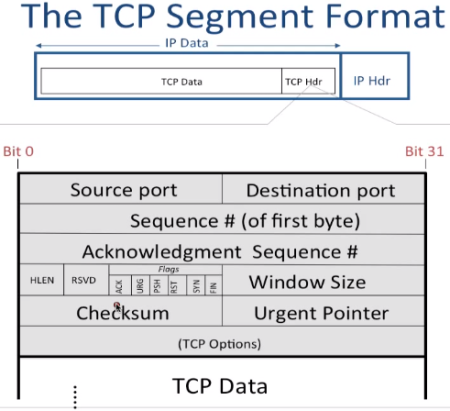 The TCP Segment Format
IP Data
TCP Data TCP Hdr IP Hdr
Bit 0 Bit 31
Source port Destination port
Sequence # (of first byte)
Acknowledgment Sequence #
Flags
HLEN RSVD ACK URG PSH RST SYN FIN Window Size
Checksum Urgent Pointer
(TCP Options)
TCP Data